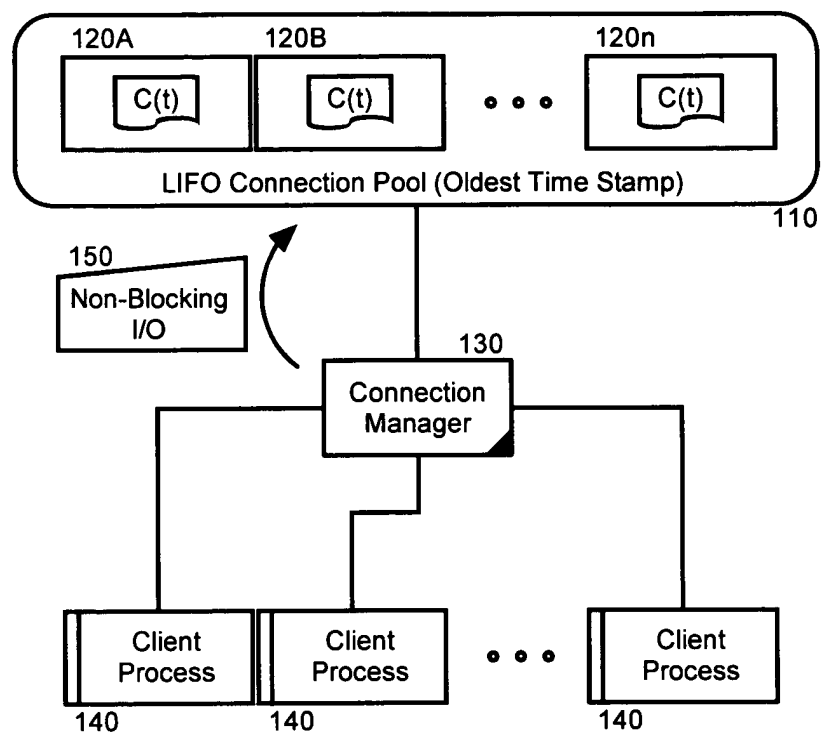 120A 120B 120n
C(t) C(t) C(t)
LIFO Connection Pool (Oldest Time Stamp)
110
150
Non-Blocking
I/O
130
Connection
Manager
Client
Process
Client
Process
Client
Process
140 140 140